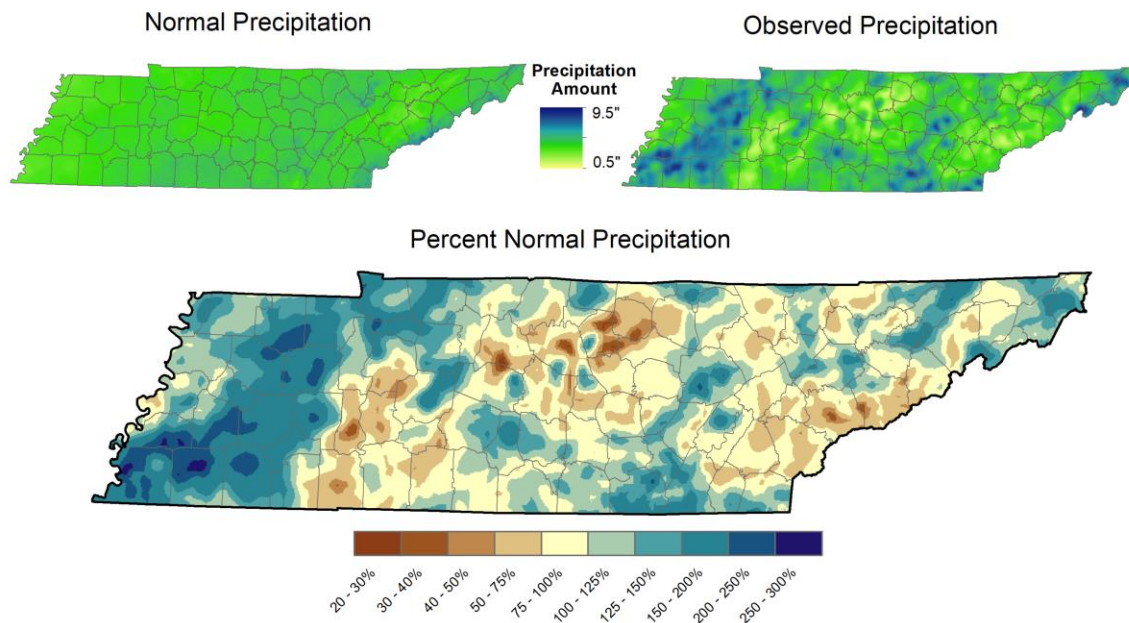 Normal Precipitation
Observed Precipitation
Precipitation
Amount
9.5"
0.5"
Percent Normal Precipitation
20 - 30%
30 - 40%
40 - 50%
50 - 75%
75 - 100%
100 - 125%
125 - 150%
150 - 200%
200 - 250%
250 - 300%